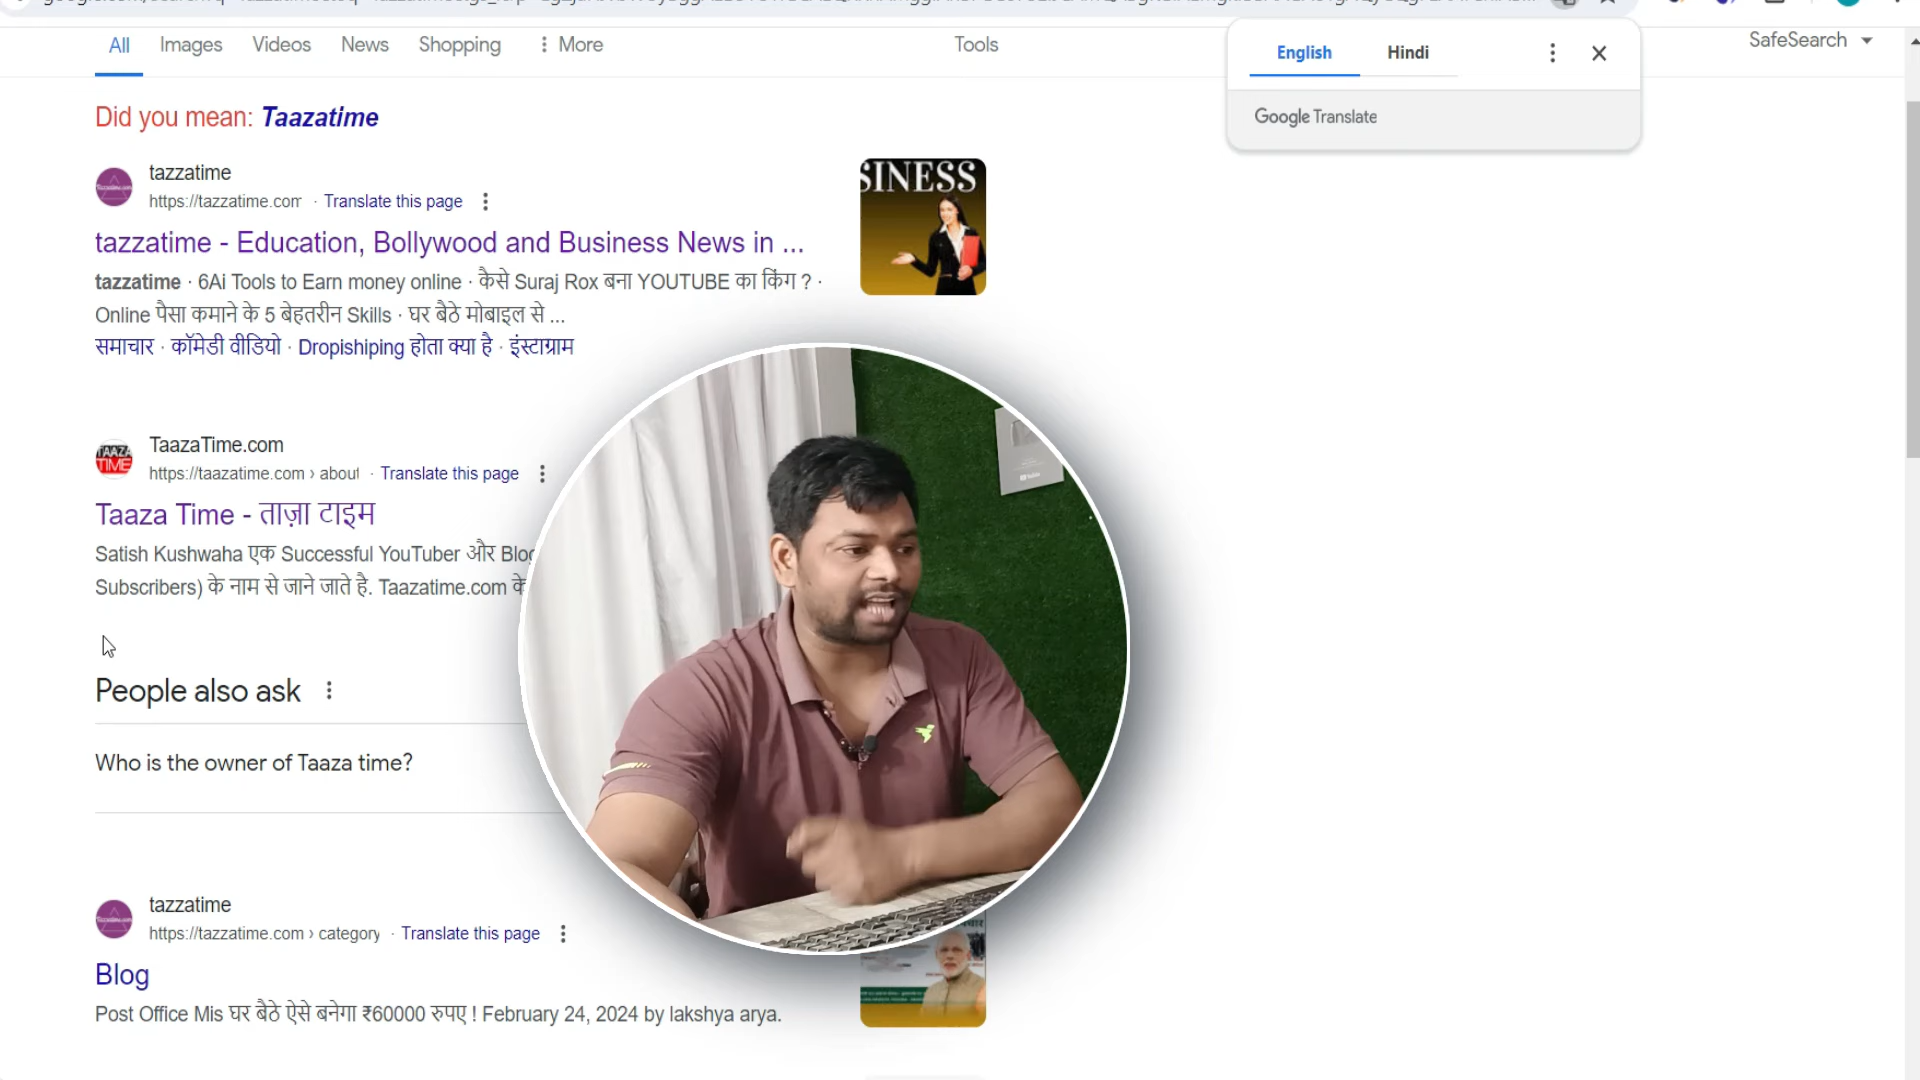 All Images Videos News Shopping More Tools
SafeSearch
English Hindi
Google Translate
Did you mean: Taazatime
tazzatime
https://tazzatime.com · Translate this page
tazzatime - Education, Bollywood and Business News in ...
tazzatime · 6Ai Tools to Earn money online · कैसे Suraj Rox बना YOUTUBE का किंग ? ·
Online पैसा कमाने के 5 बेहतरीन Skills · घर बैठे मोबाइल से ...
समाचार · कॉमेडी वीडियो · Dropishiping होता क्या है · इंस्टाग्राम
SINESS
TaazaTime.com
https://taazatime.com › about · Translate this page
TAAZA
TIME
Taaza Time - ताज़ा टाइम
Satish Kushwaha एक Successful YouTuber और
Subscribers) के नाम से जाने जाते है. Taazatime.com के
People also ask
Who is the owner of Taaza time?
tazzatime
https://tazzatime.com › category · Translate this page
Blog
Post Office Mis घर बैठे ऐसे बनेगा ₹60000 रुपए ! February 24, 2024 by lakshya arya.